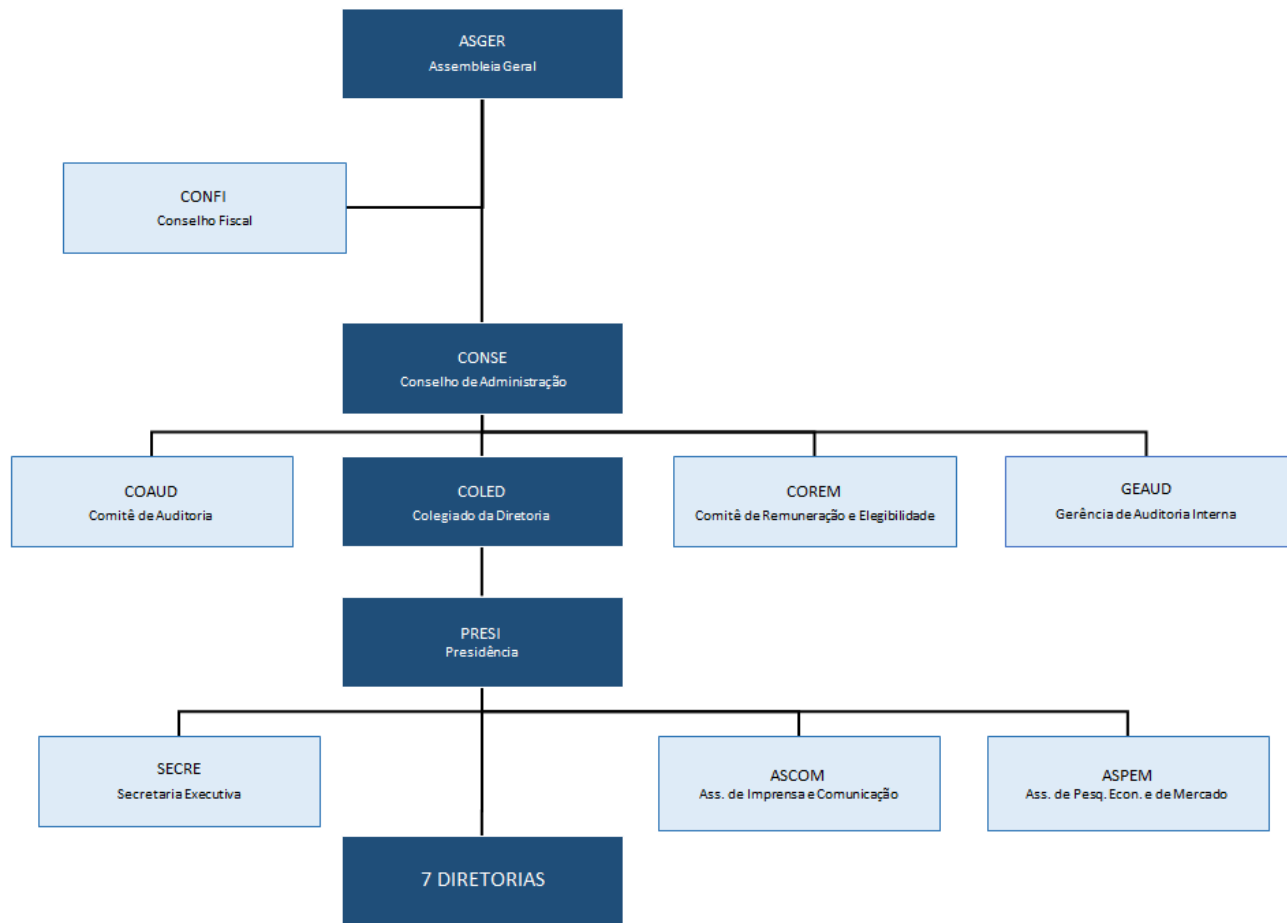 ASGER
Assembleia Geral
CONFI
Conselho Fiscal
CONSE
Conselho de Administração
COAUD
Comitê de Auditoria
COLED
Colegiado da Diretoria
COREM
Comitê de Remuneração e Elegibilidade
GEAUD
Gerência de Auditoria Interna
PRESI
Presidência
SECRE
Secretaria Executiva
ASCOM
Ass. de Imprensa e Comunicação
ASPEM
Ass. de Pesq. Econ. e de Mercado
7 DIRETORIAS